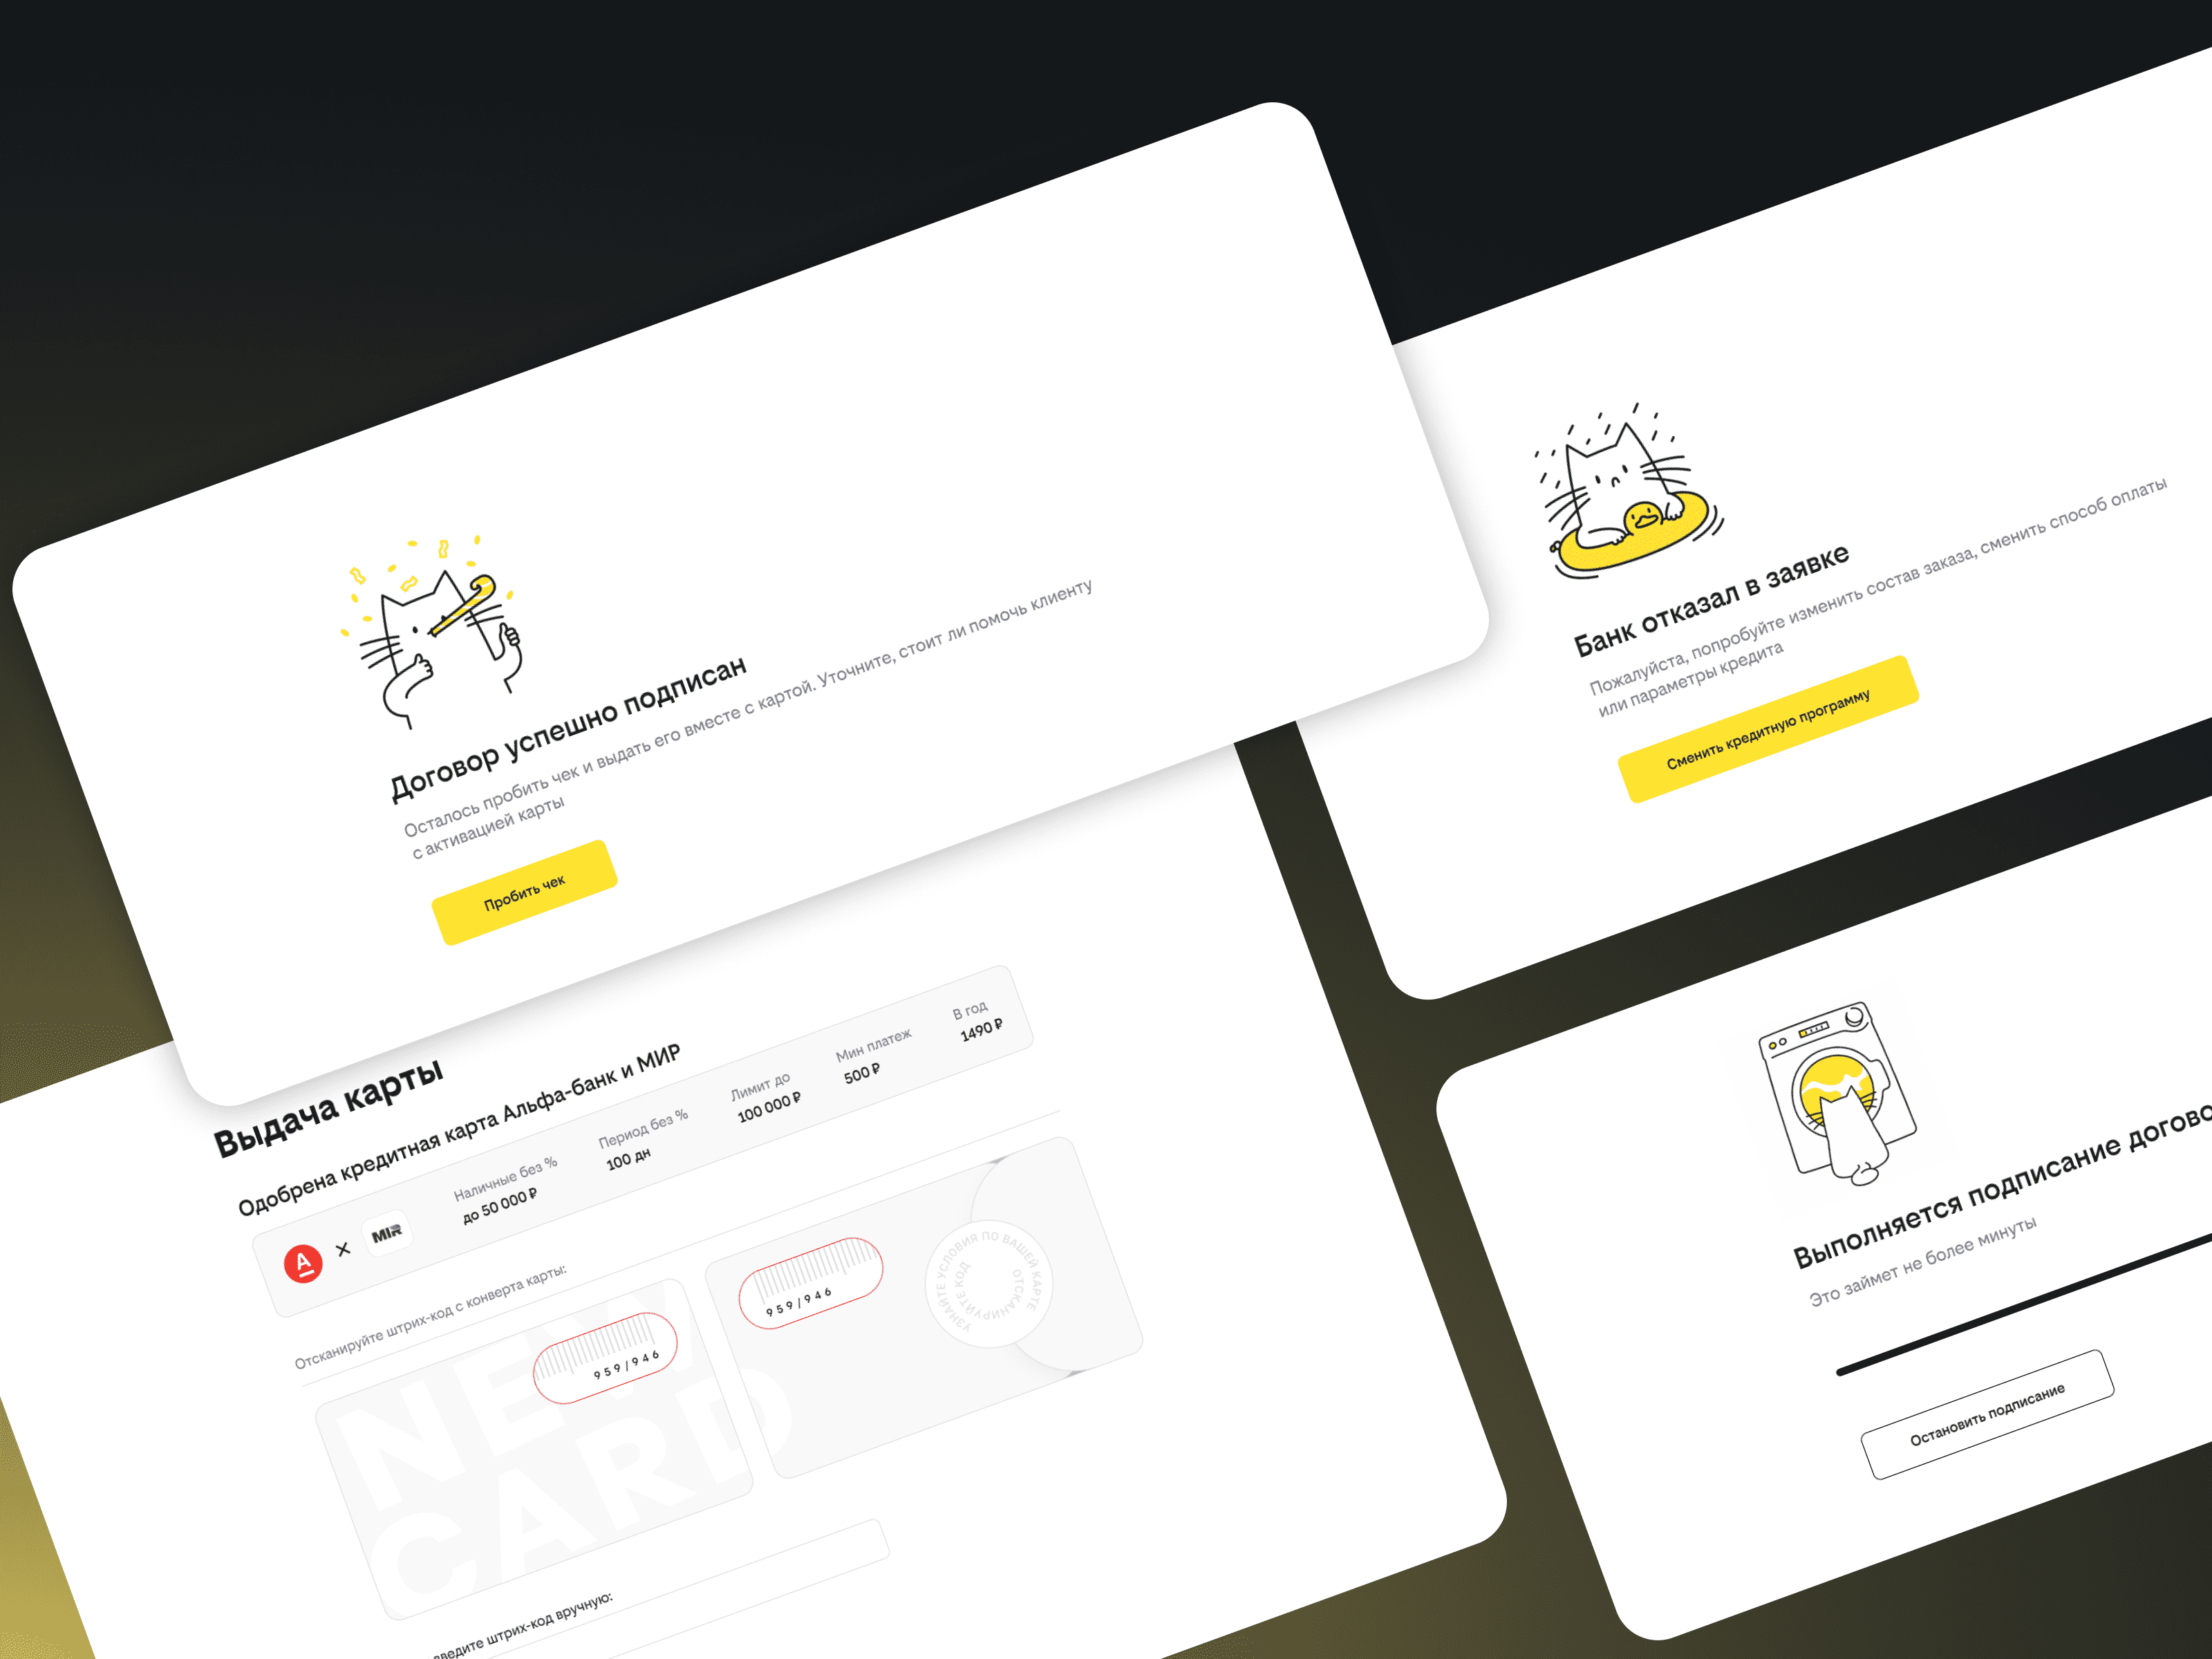 Договор успешно подписан
Осталось пробить чек и выдать его вместе с картой. Уточните, стоит ли помочь клиенту
с активацией карты
Пробить чек
Банк отказал в заявке
Пожалуйста, попробуйте изменить состав заказа, сменить способ оплаты
или параметры кредита
Сменить кредитную программу
Выдача карты
Одобрена кредитная карта Альфа-банк и МИР
А
MIR
Наличные без %
до 50 000 ₽
Период без %
100 дн
Лимит до
100 000 ₽
Мин платеж
500 ₽
В год
1490 ₽
Отсканируйте штрих-код с конверта карты:
NEW
CARD
959/946
959/946
УЗНАЙТЕ УСЛОВИЯ ПО ВАШЕЙ КАРТЕ
ОТСКАНИРУЙТЕ КОД
введите штрих-код вручную:
Выполняется подписание догово
Это займет не более минуты
Остановить подписание